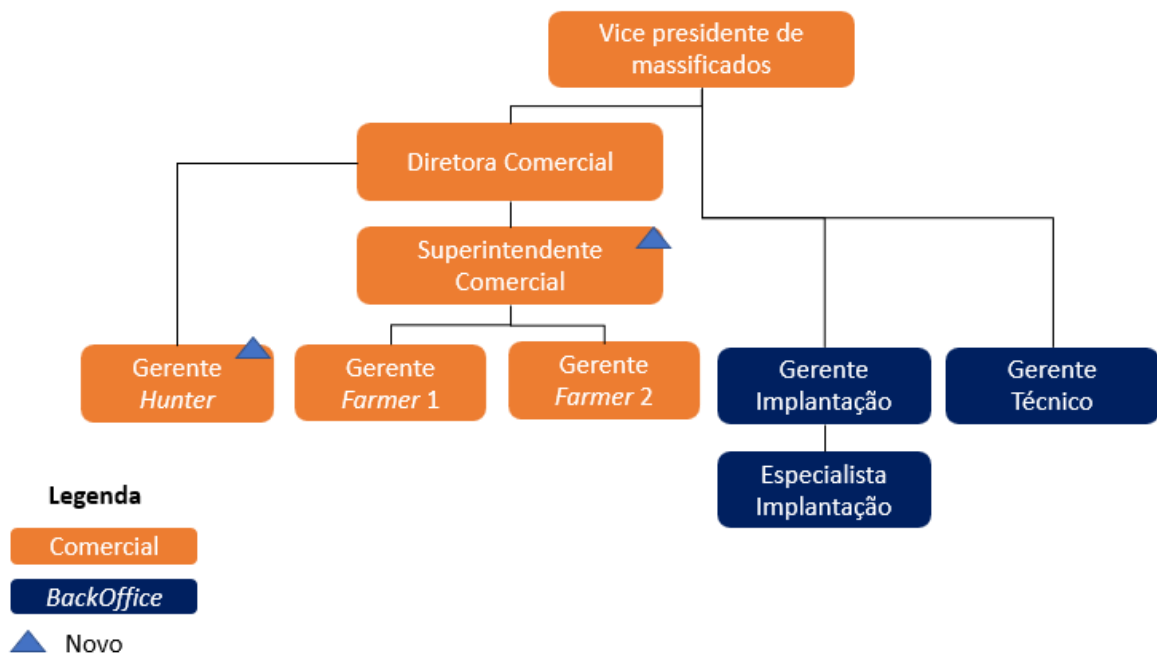 Vice presidente de
massificados
Diretora Comercial
Superintendente
Comercial
Gerente
Hunter
Gerente
Farmer 1
Gerente
Farmer 2
Gerente
Implantação
Gerente
Técnico
Especialista
Implantação
Legenda
Comercial
BackOffice
Novo